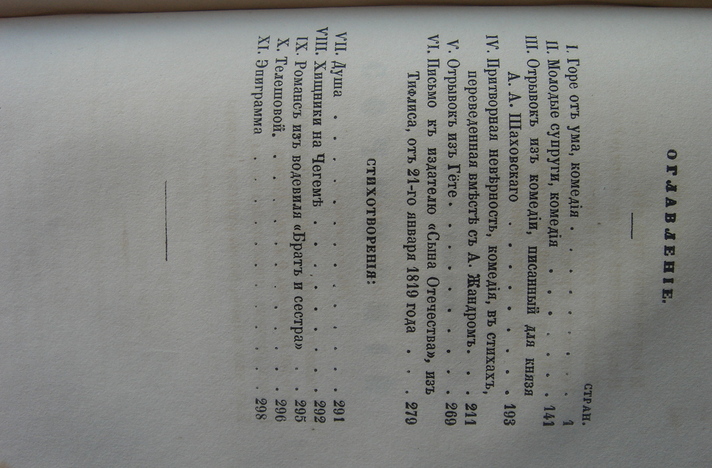 ОГЛАВЛЕНІЕ.
СТРАН.
I. Горе отъ ума, комедія . . . . . . . . 1
II. Молодые супруги, комедія . . . . . . 141
III. Отрывокъ изъ комедіи, писанный для князя
А. А. Шаховскаго . . . . . . . . 193
IV. Притворная невѣрность, комедія, въ стихахъ,
переведенная вмѣстѣ съ А. Жандромъ. . . 211
V. Отрывокъ изъ Гёте. . . . . . . . . 269
VI. Письмо къ издателю «Сына Отечества», изъ
Тифлиса, отъ 21-го января 1819 года . . . 279
СТИХОТВОРЕНІЯ:
VII. Душа . . . . . . . . . . . . . 291
VIII. Хищники на Чегемѣ . . . . . . . . 292
IX. Романсъ изъ водевиля «Братъ и сестра» . . . 295
X. Телешовой. . . . . . . . . . . . 296
XI. Эпиграмма . . . . . . . . . . . 298